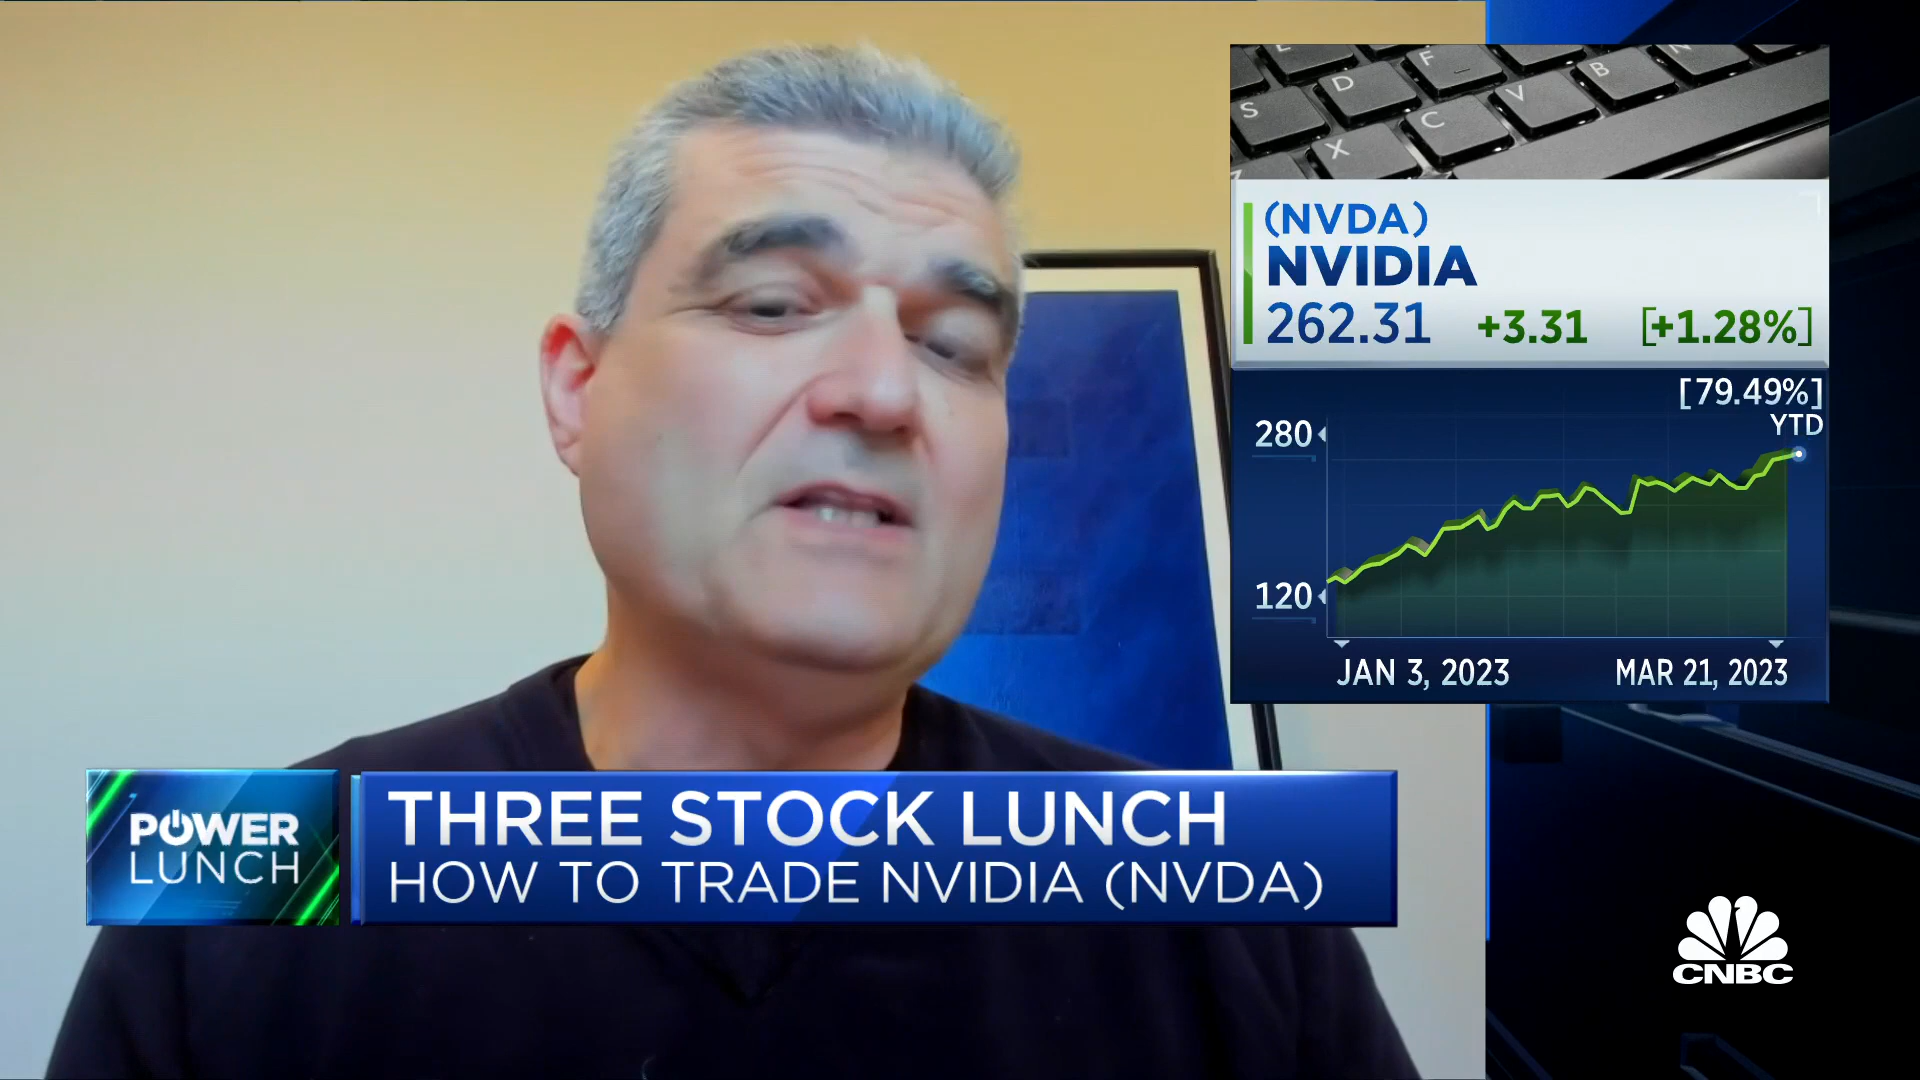 E
D
F
B
N
S
C
V
X
(NVDA)
NVIDIA
262.31 +3.31 [+1.28%]
[79.49%]
YTD
280
120
JAN 3, 2023 MAR 21, 2023
POWER
LUNCH
THREE STOCK LUNCH
HOW TO TRADE NVIDIA (NVDA)
CNBC